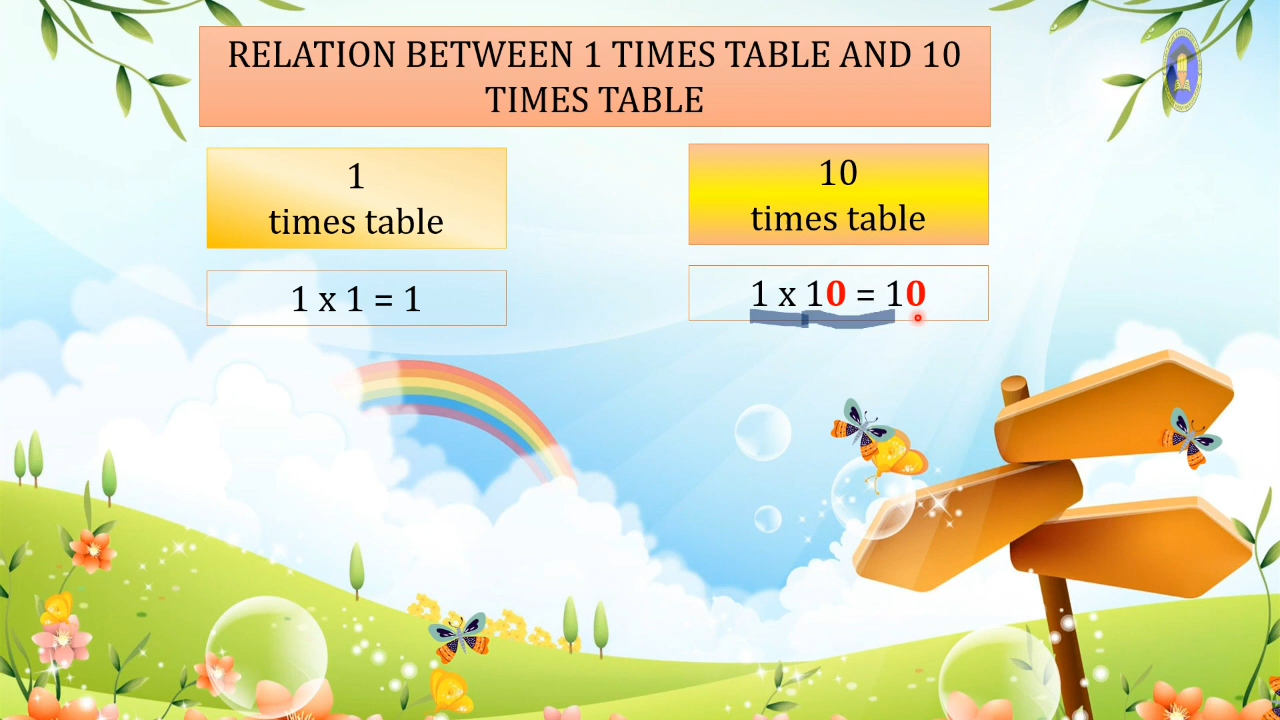 RELATION BETWEEN 1 TIMES TABLE AND 10
TIMES TABLE
1
times table
10
times table
1 x 1 = 1
1 x 10 = 10